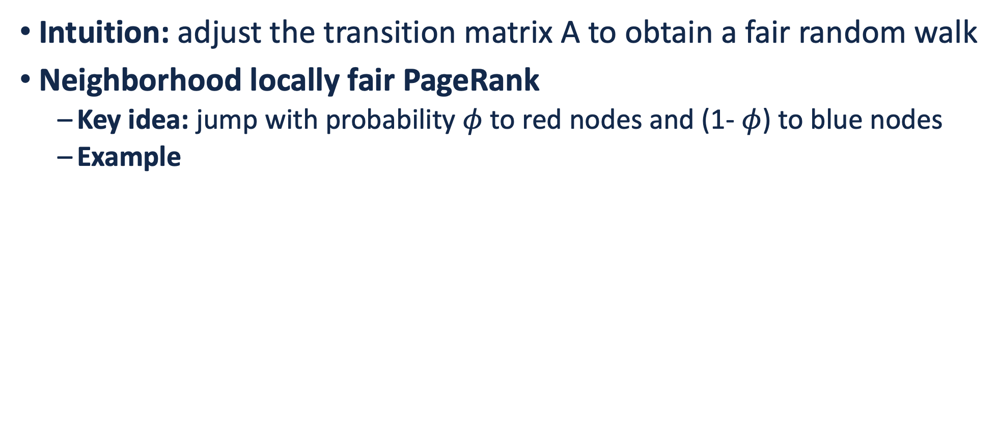 • Intuition: adjust the transition matrix A to obtain a fair random walk
• Neighborhood locally fair PageRank
– Key idea: jump with probability 𝜙 to red nodes and (1- 𝜙) to blue nodes
– Example